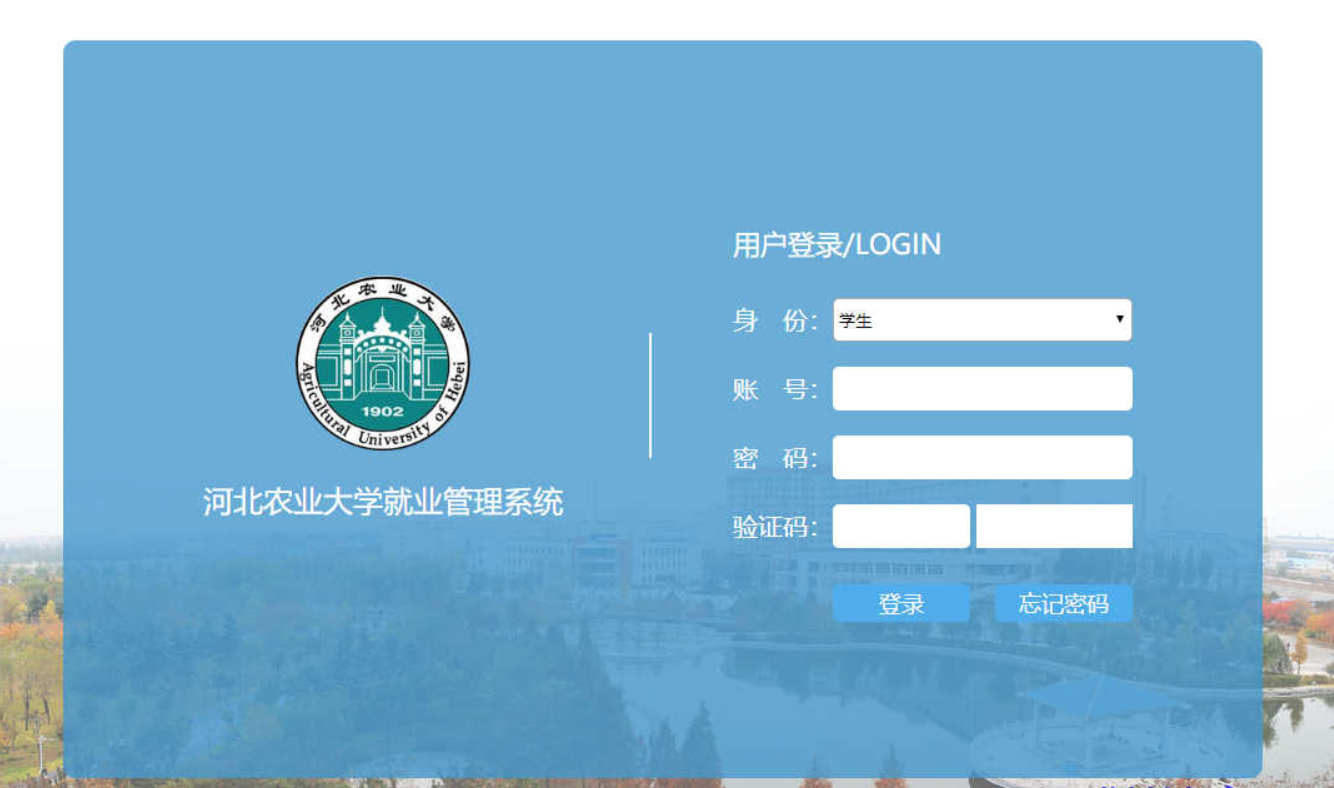 河北农业大学
1902
Agricultural University of Hebei
河北农业大学就业管理系统
用户登录/LOGIN
身 份: 学生
账 号:
密 码:
验证码:
登录 忘记密码